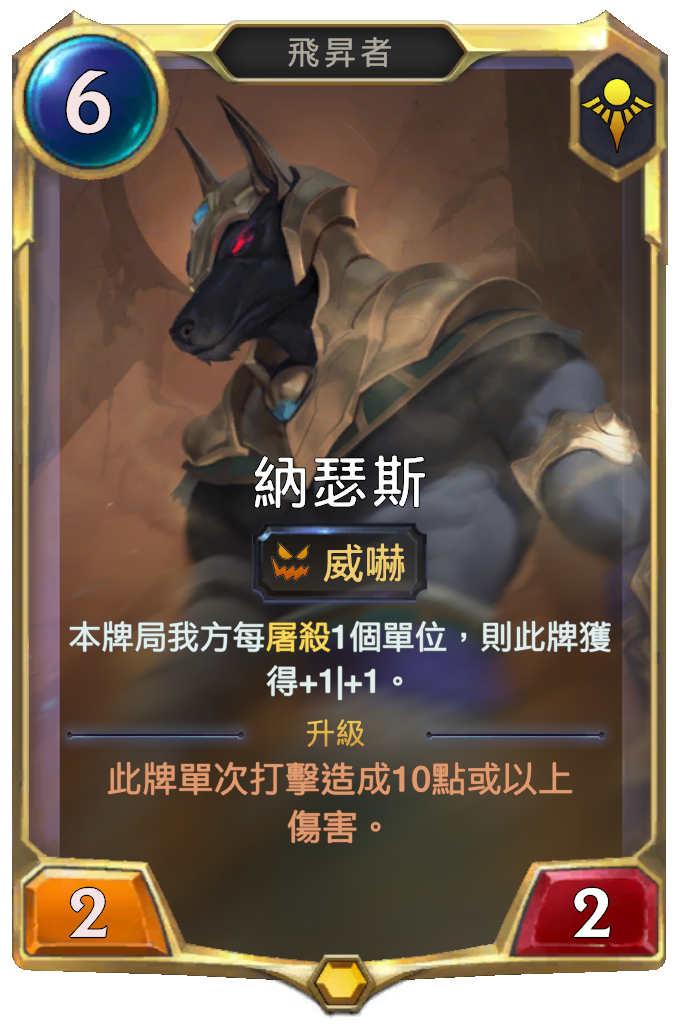 飛昇者
6
納瑟斯
威嚇
本牌局我方每屠殺1個單位，則此牌獲
得+1|+1。
升級
此牌單次打擊造成10點或以上
傷害。
2
2